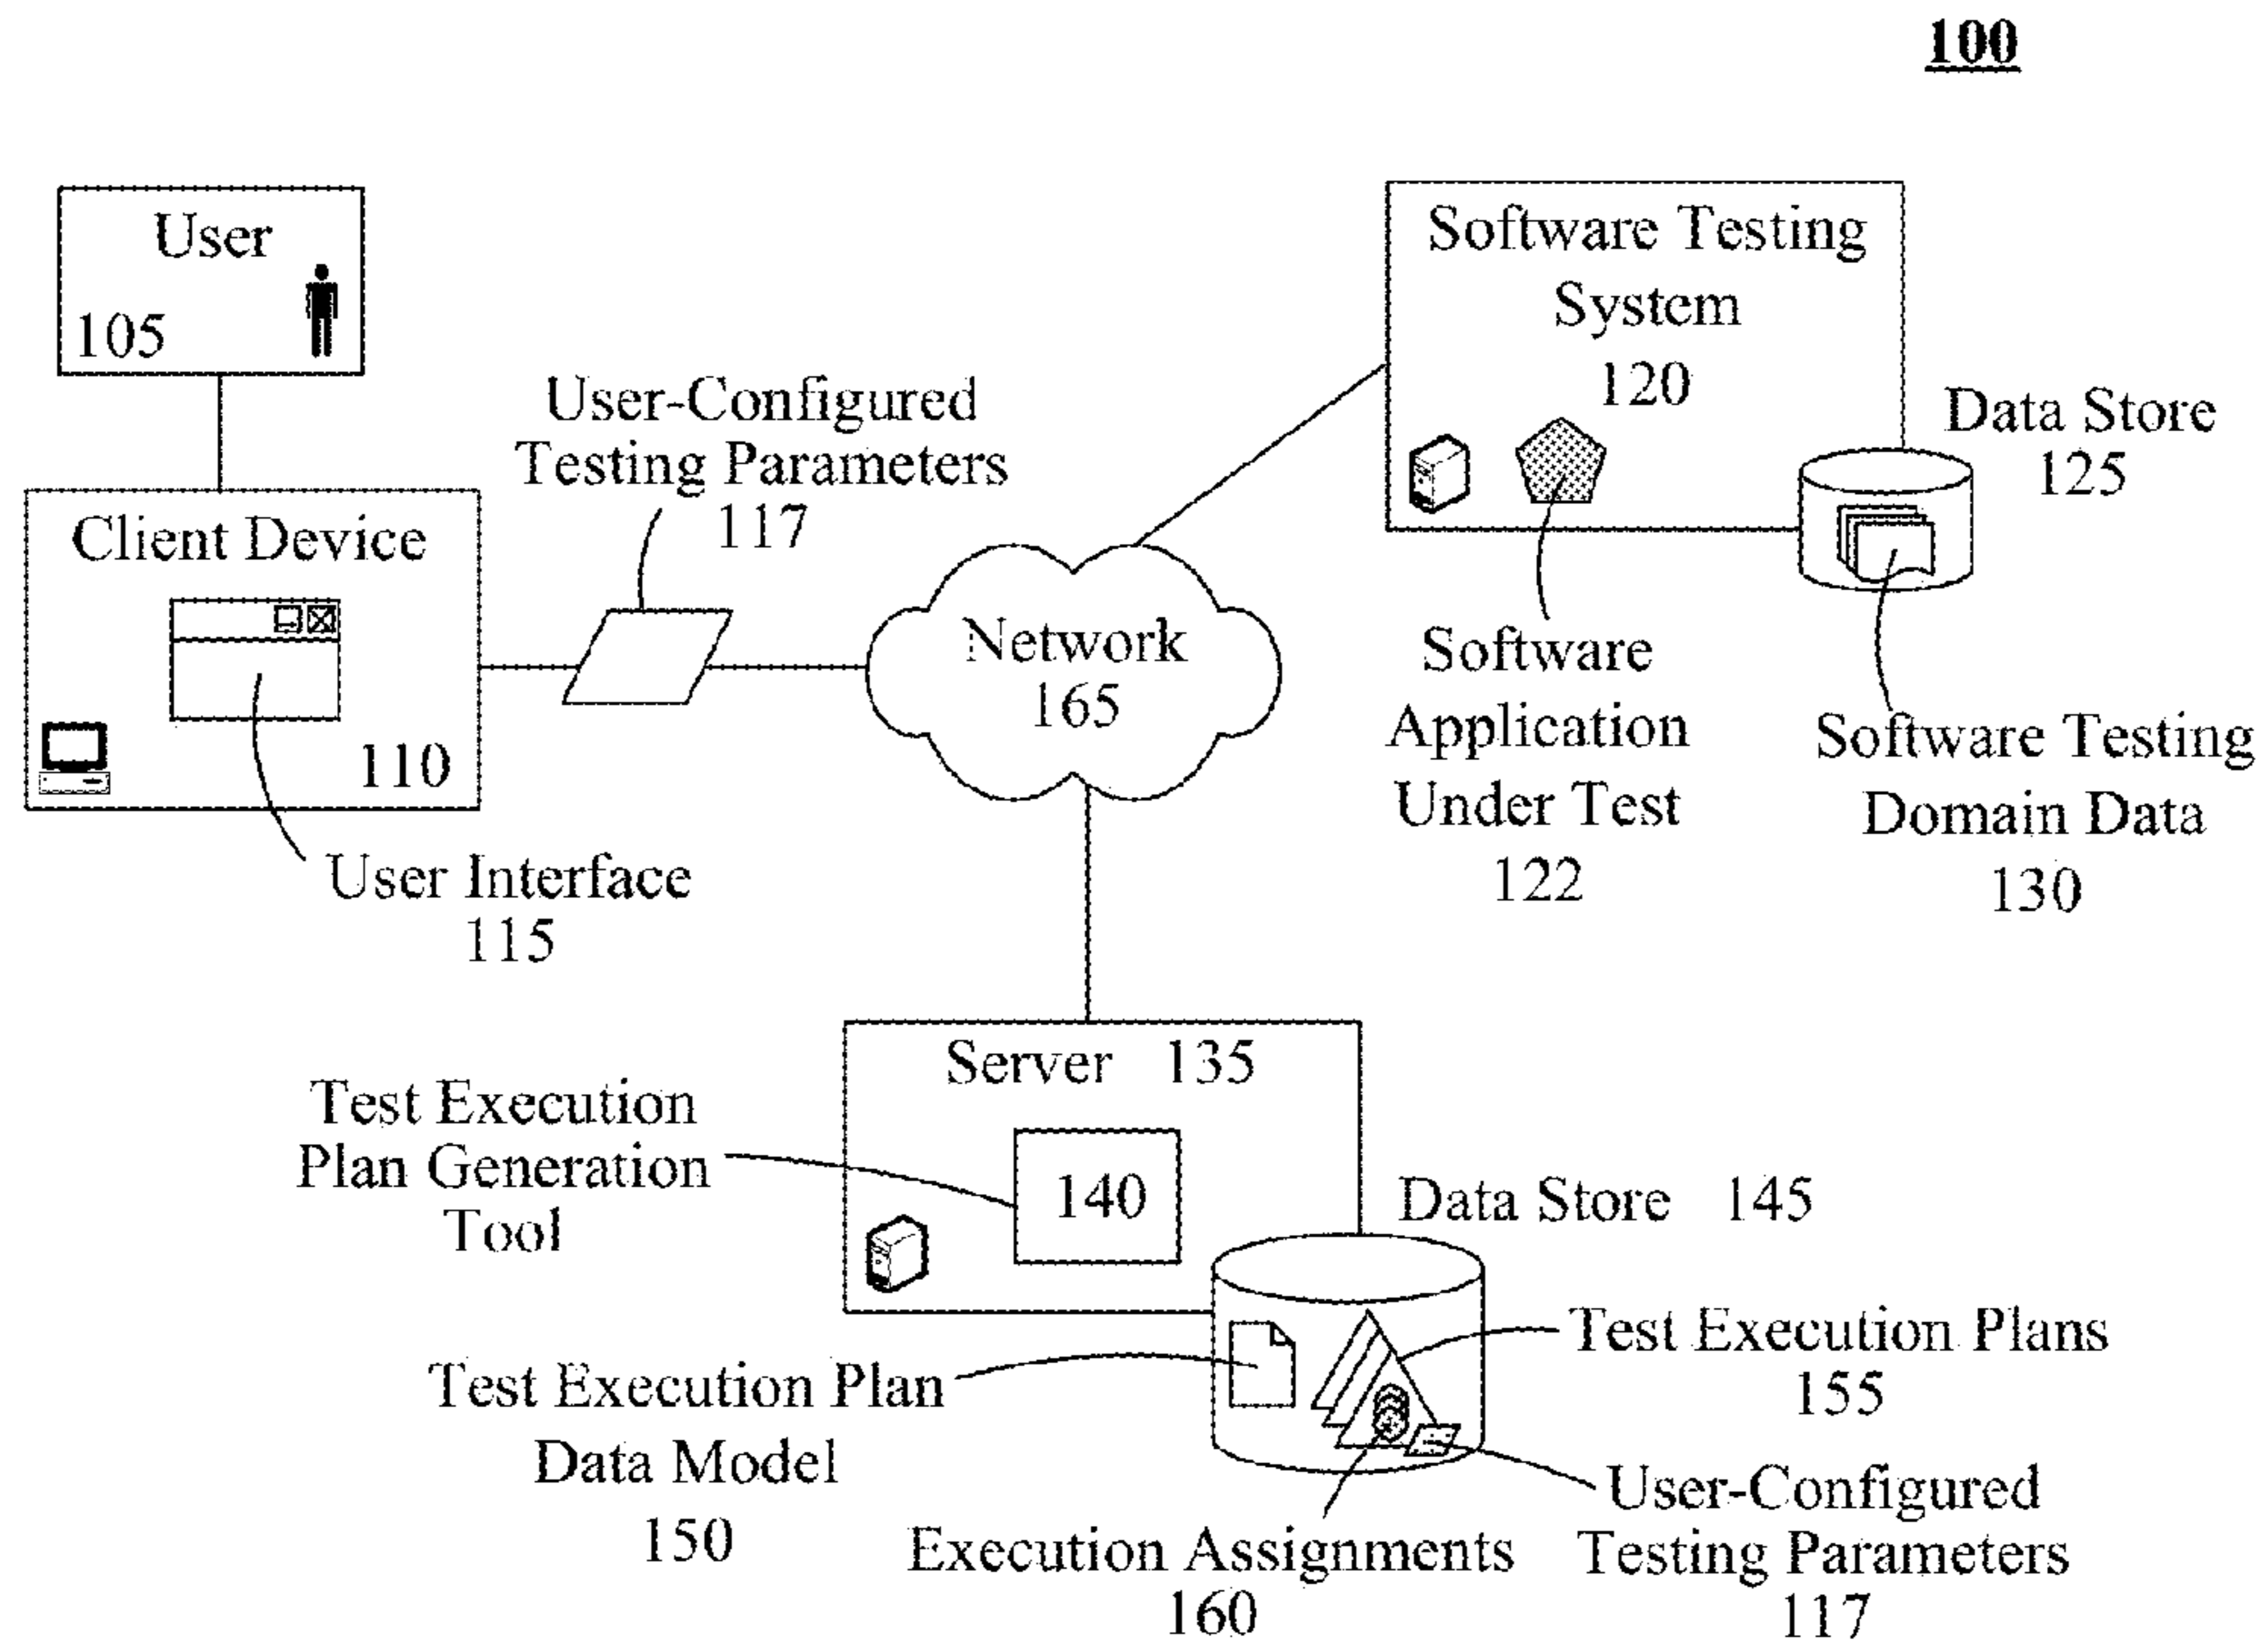 100
User
105
User-Configured
Testing Parameters
117
Client Device
110
User Interface
115
Network
165
Software Testing
System
120
Data Store
125
Software
Application
Under Test
122
Software Testing
Domain Data
130
Server 135
Test Execution
Plan Generation
Tool
140
Data Store 145
Test Execution Plan
Data Model
150
Test Execution Plans
155
Execution Assignments
160
User-Configured
Testing Parameters
117